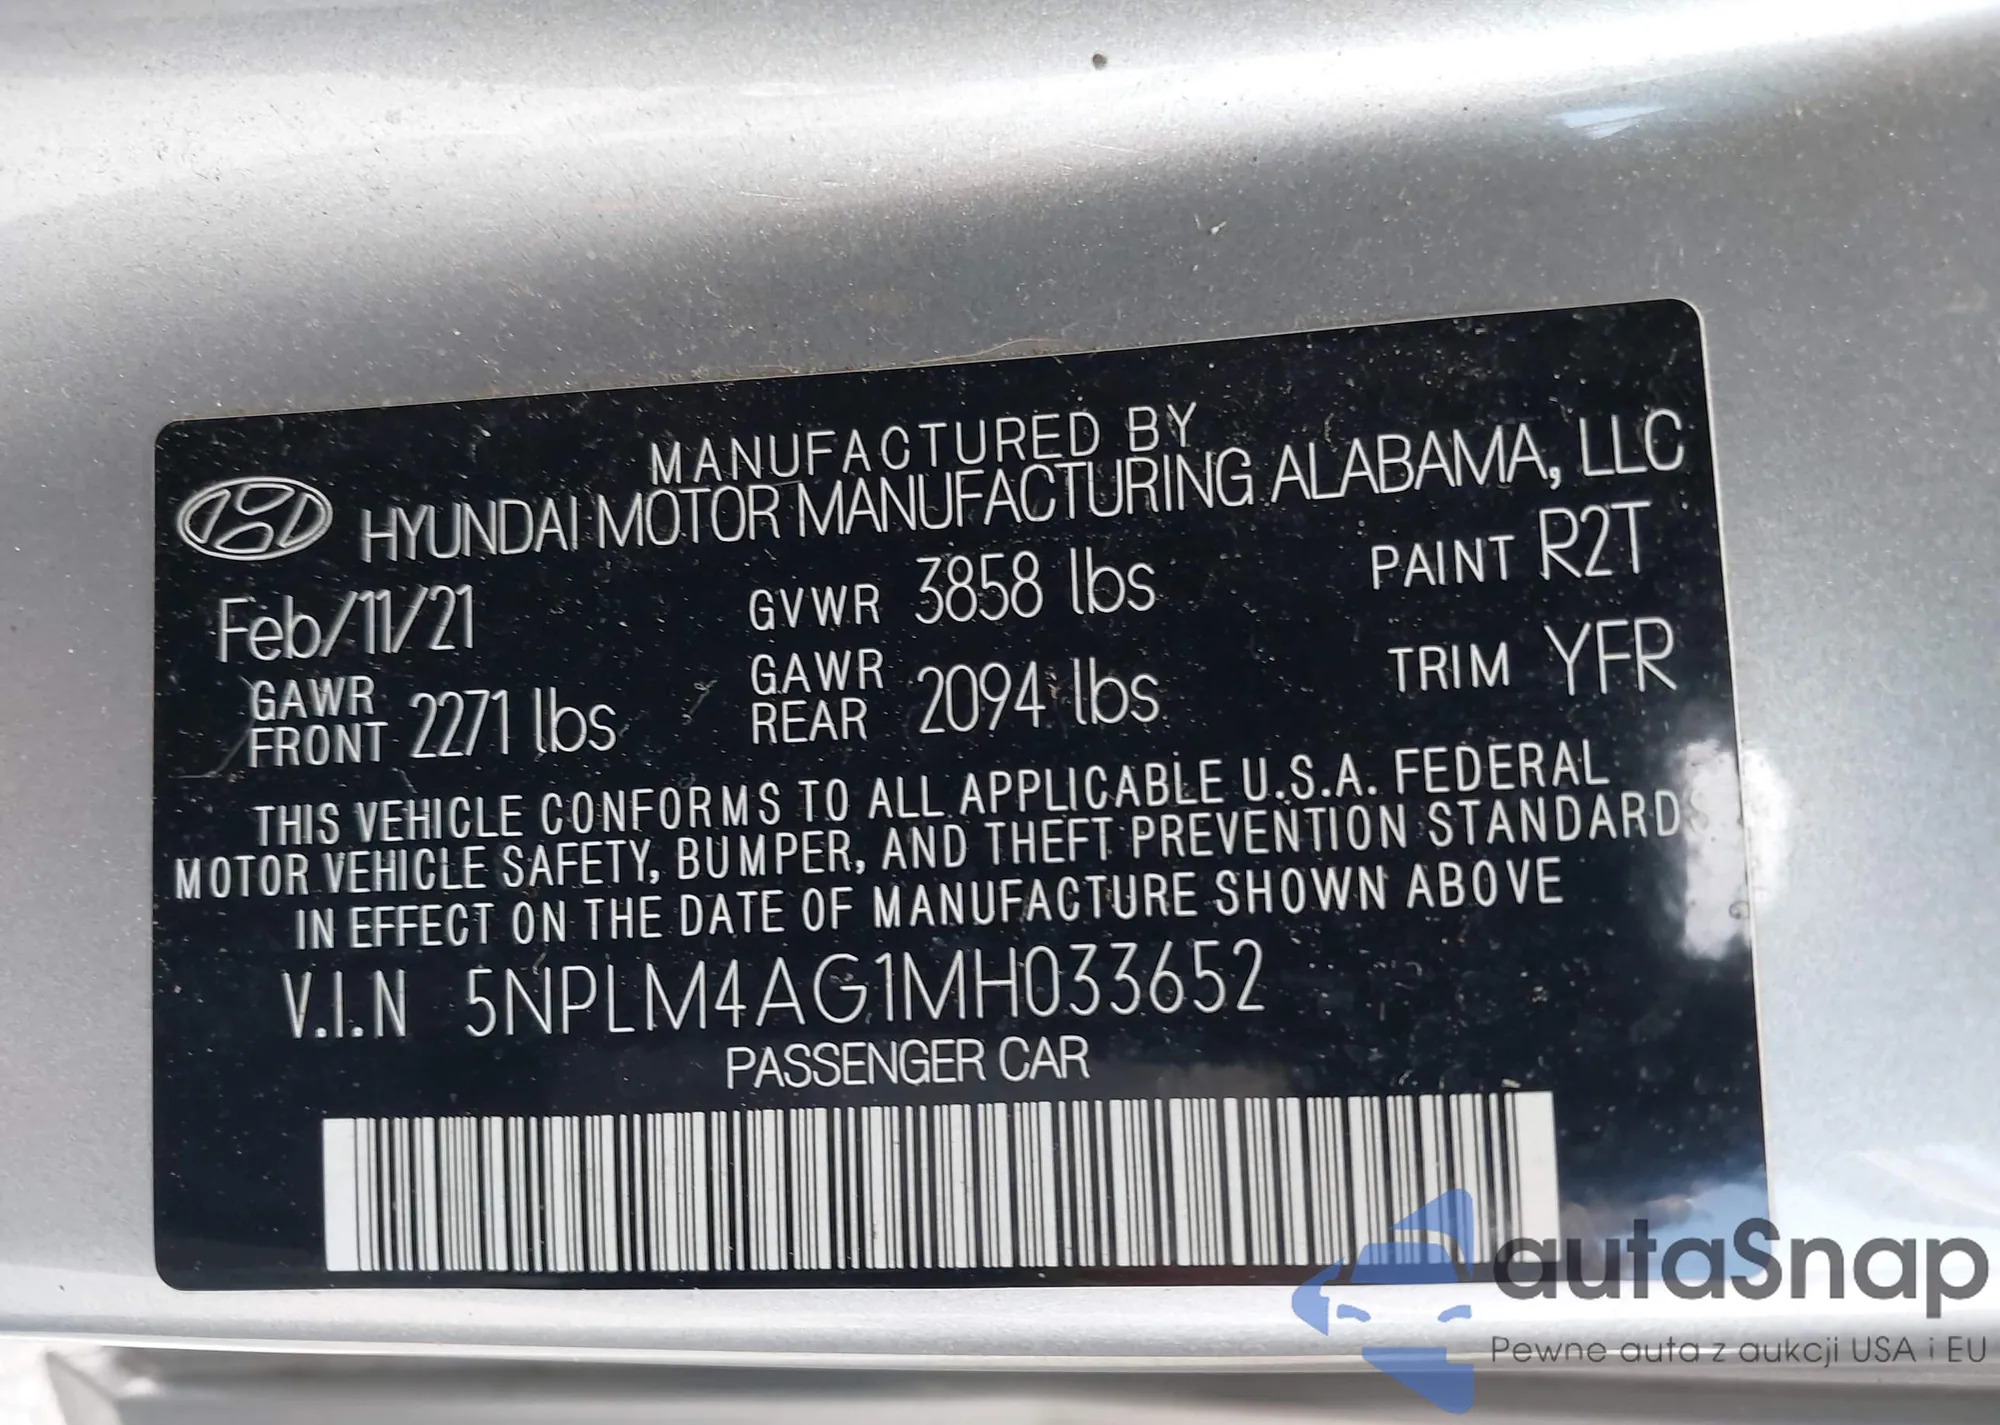 MANUFACTURED BY
HYUNDAI MOTOR MANUFACTURING ALABAMA, LLC
Feb/11/21 GVWR 3858 lbs PAINT R2T
GAWR FRONT 2271 lbs GAWR REAR 2094 lbs TRIM YFR
THIS VEHICLE CONFORMS TO ALL APPLICABLE U.S.A. FEDERAL
MOTOR VEHICLE SAFETY, BUMPER, AND THEFT PREVENTION STANDARDS
IN EFFECT ON THE DATE OF MANUFACTURE SHOWN ABOVE
V.I.N 5NPLM4AG1MH033652
PASSENGER CAR
autaSnap
Pewne auta z aukcji USA i EU